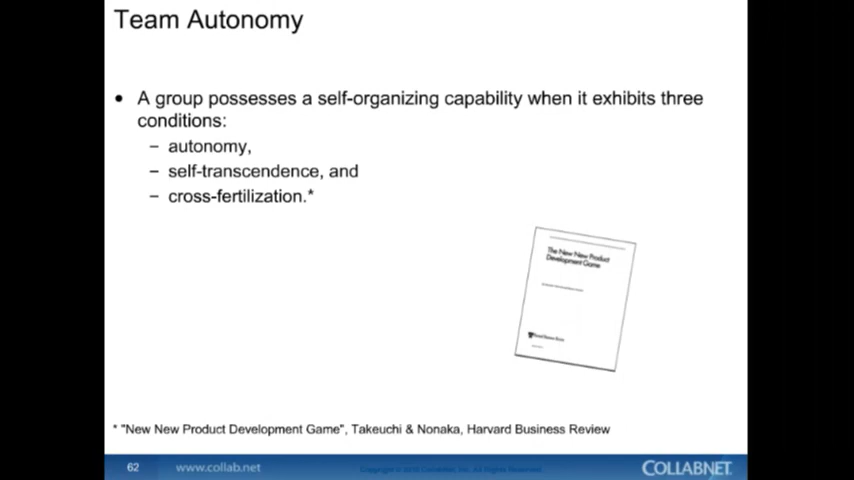 Team Autonomy
• A group possesses a self-organizing capability when it exhibits three
conditions:
– autonomy,
– self-transcendence, and
– cross-fertilization.*
The New New Product
Development Game
* "New New Product Development Game", Takeuchi & Nonaka, Harvard Business Review
62
www.collab.net
COLLABNET